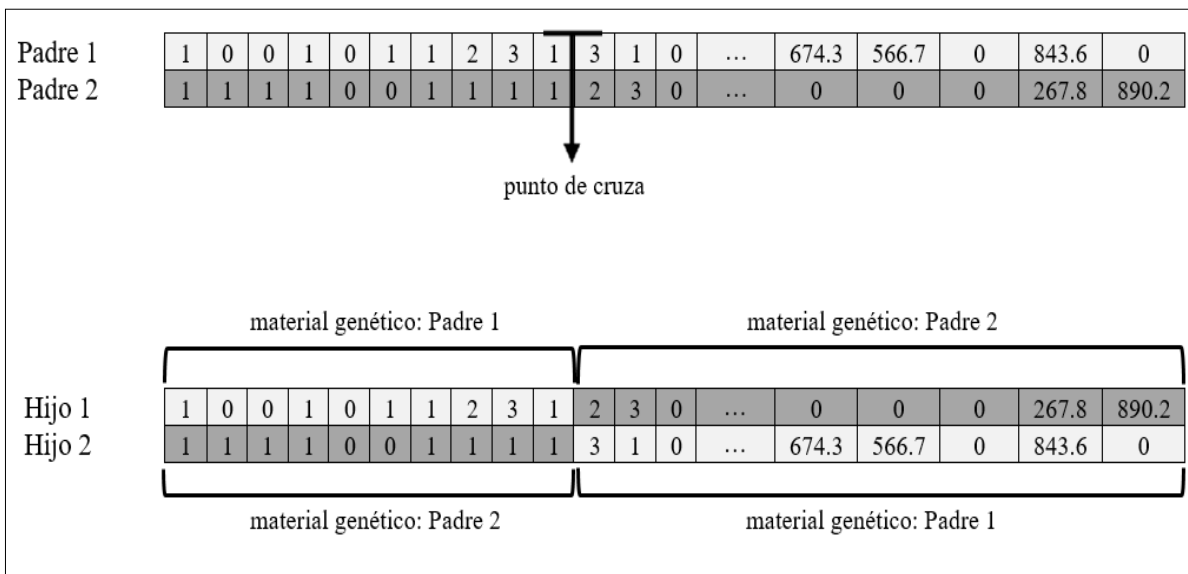 Padre 1 1 0 0 1 0 1 1 2 3 1 3 1 0 ... 674.3 566.7 0 843.6 0
Padre 2 1 1 1 1 0 0 1 1 1 1 2 3 0 ... 0 0 0 267.8 890.2
punto de cruza
material genético: Padre 1 material genético: Padre 2
Hijo 1 1 0 0 1 0 1 1 2 3 1 2 3 0 ... 0 0 0 267.8 890.2
Hijo 2 1 1 1 1 0 0 1 1 1 1 3 1 0 ... 674.3 566.7 0 843.6 0
material genético: Padre 2 material genético: Padre 1